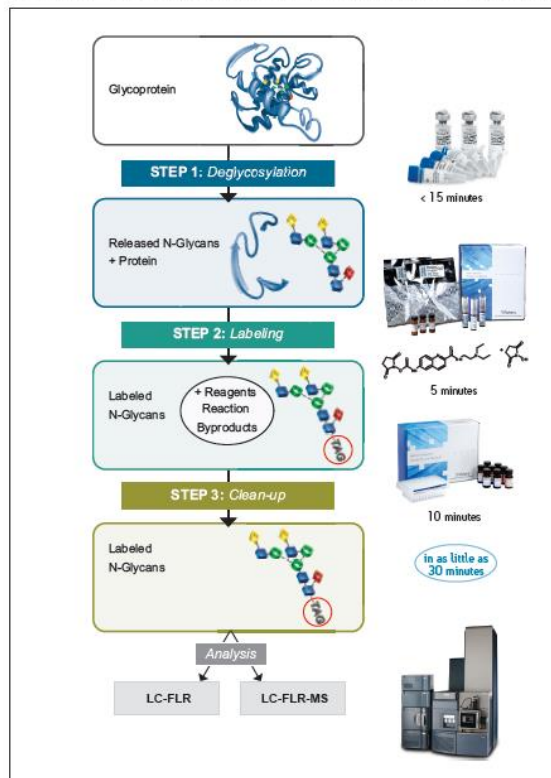 Glycoprotein
STEP 1: Deglycosylation
< 15 minutes
Released N-Glycans
+ Protein
STEP 2: Labeling
5 minutes
Labeled
N-Glycans
+ Reagents
Reaction
Byproducts
TAG
STEP 3: Clean-up
10 minutes
Labeled
N-Glycans
TAG
in as little as
30 minutes
Analysis
LC-FLR
LC-FLR-MS